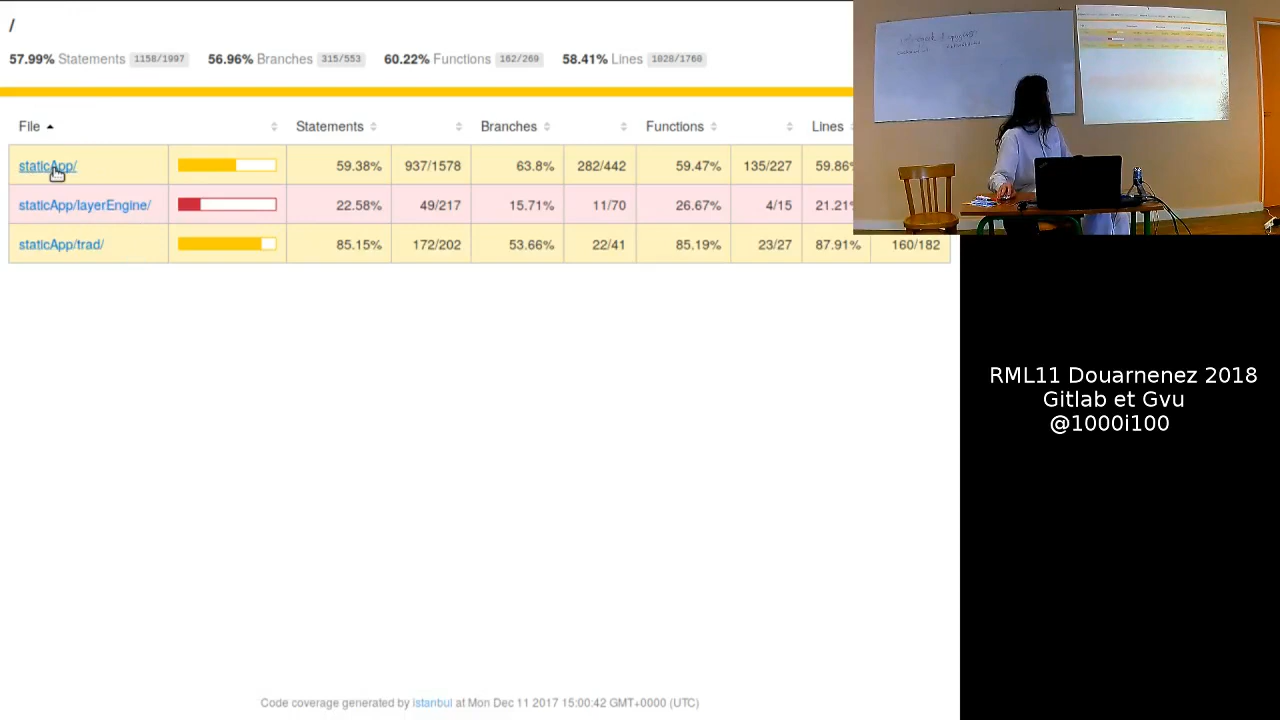 /
57.99% Statements 1158/1997 56.96% Branches 315/553 60.22% Functions 162/269 58.41% Lines 1028/1760
File Statements Branches Functions Lines
staticApp/ 59.38% 937/1578 63.8% 282/442 59.47% 135/227 59.86%
staticApp/layerEngine/ 22.58% 49/217 15.71% 11/70 26.67% 4/15 21.21%
staticApp/trad/ 85.15% 172/202 53.66% 22/41 85.19% 23/27 87.91% 160/182
RML11 Douarnenez 2018
Gitlab et Gvu
@1000i100
Code coverage generated by istanbul at Mon Dec 11 2017 15:00:42 GMT+0000 (UTC)